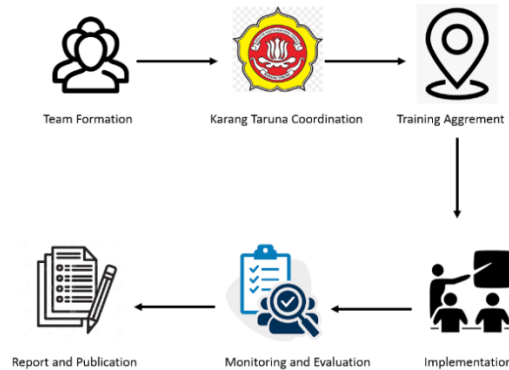 Team Formation
Karang Taruna Coordination
Training Aggrement
Report and Publication
Monitoring and Evaluation
Implementation